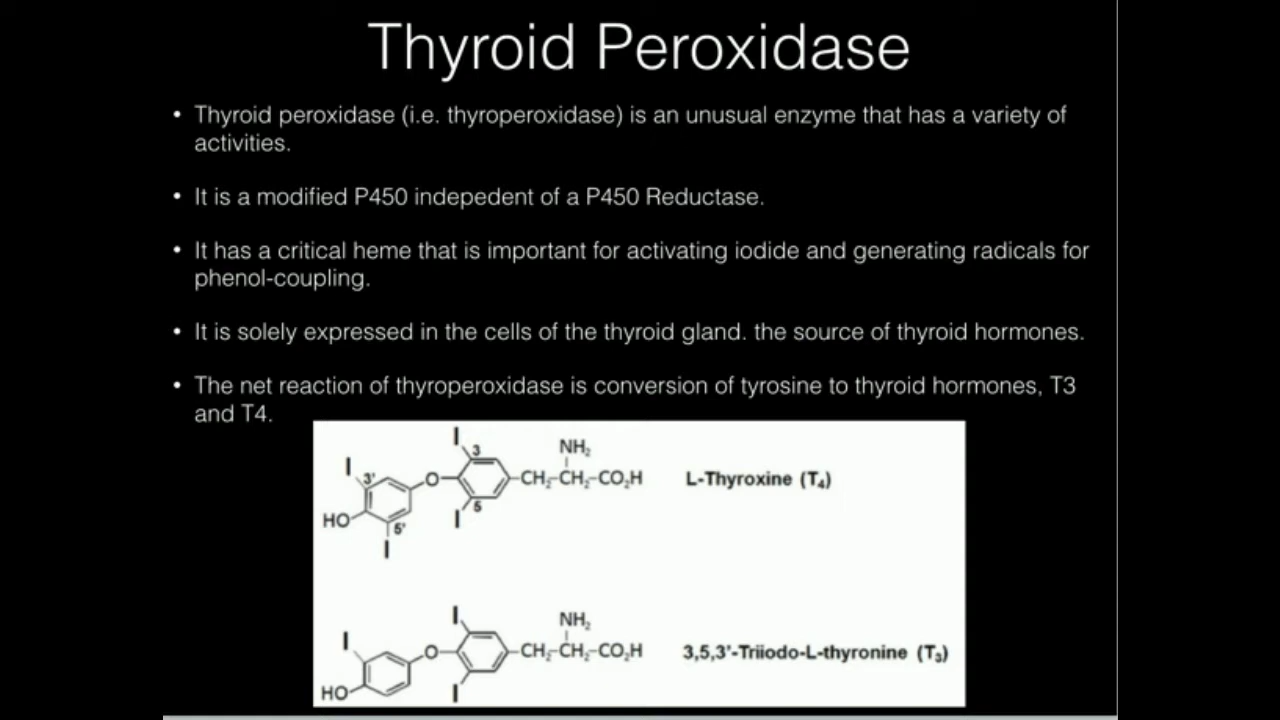 Thyroid Peroxidase
• Thyroid peroxidase (i.e. thyroperoxidase) is an unusual enzyme that has a variety of
activities.
• It is a modified P450 indepedent of a P450 Reductase.
• It has a critical heme that is important for activating iodide and generating radicals for
phenol-coupling.
• It is solely expressed in the cells of the thyroid gland. the source of thyroid hormones.
• The net reaction of thyroperoxidase is conversion of tyrosine to thyroid hormones, T3
and T4.
I 3 NH₂
I 3' O CH₂-CH₂-CO₂H L-Thyroxine (T₄)
HO 5' I 5
I
I NH₂
I O CH₂-CH₂-CO₂H 3,5,3'-Triiodo-L-thyronine (T₃)
HO I